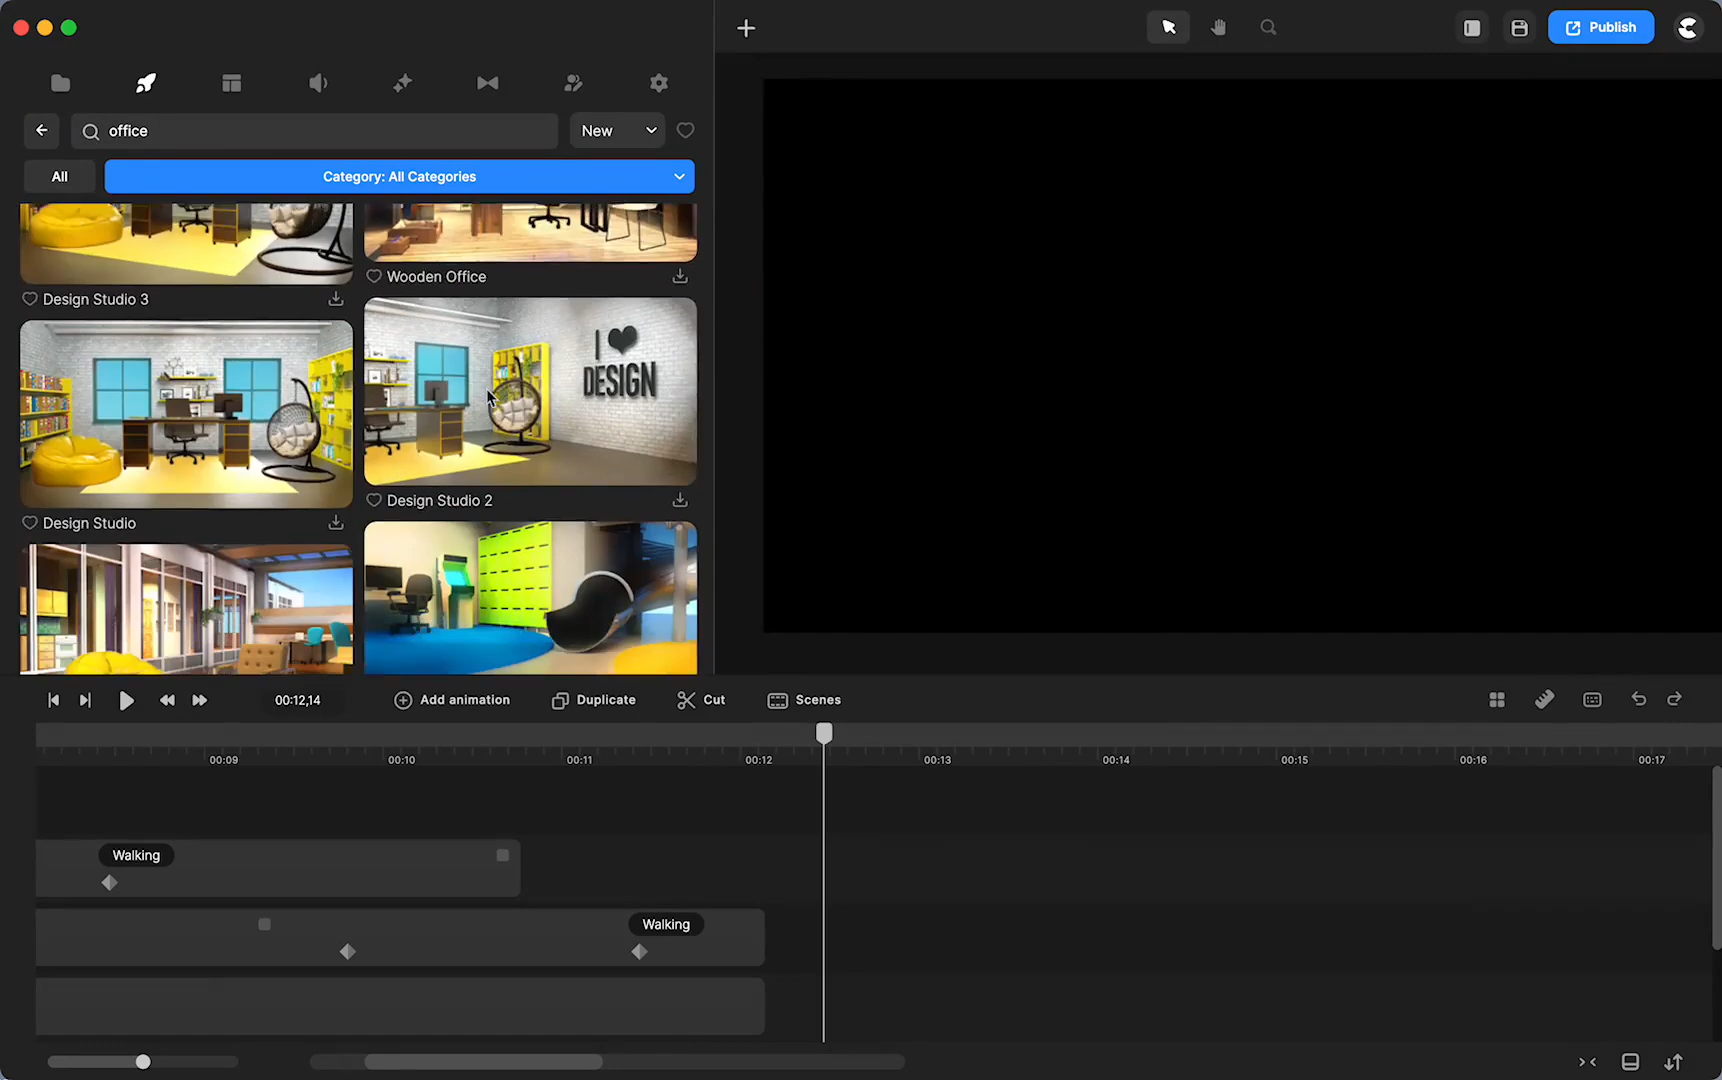 Publish
office
New
All
Category: All Categories
Wooden Office
Design Studio 3
I
DESIGN
Design Studio 2
Design Studio
00:12,14
Add animation
Duplicate
Cut
Scenes
00:09
00:10
00:11
00:12
00:13
00:14
00:15
00:16
00:17
Walking
Walking